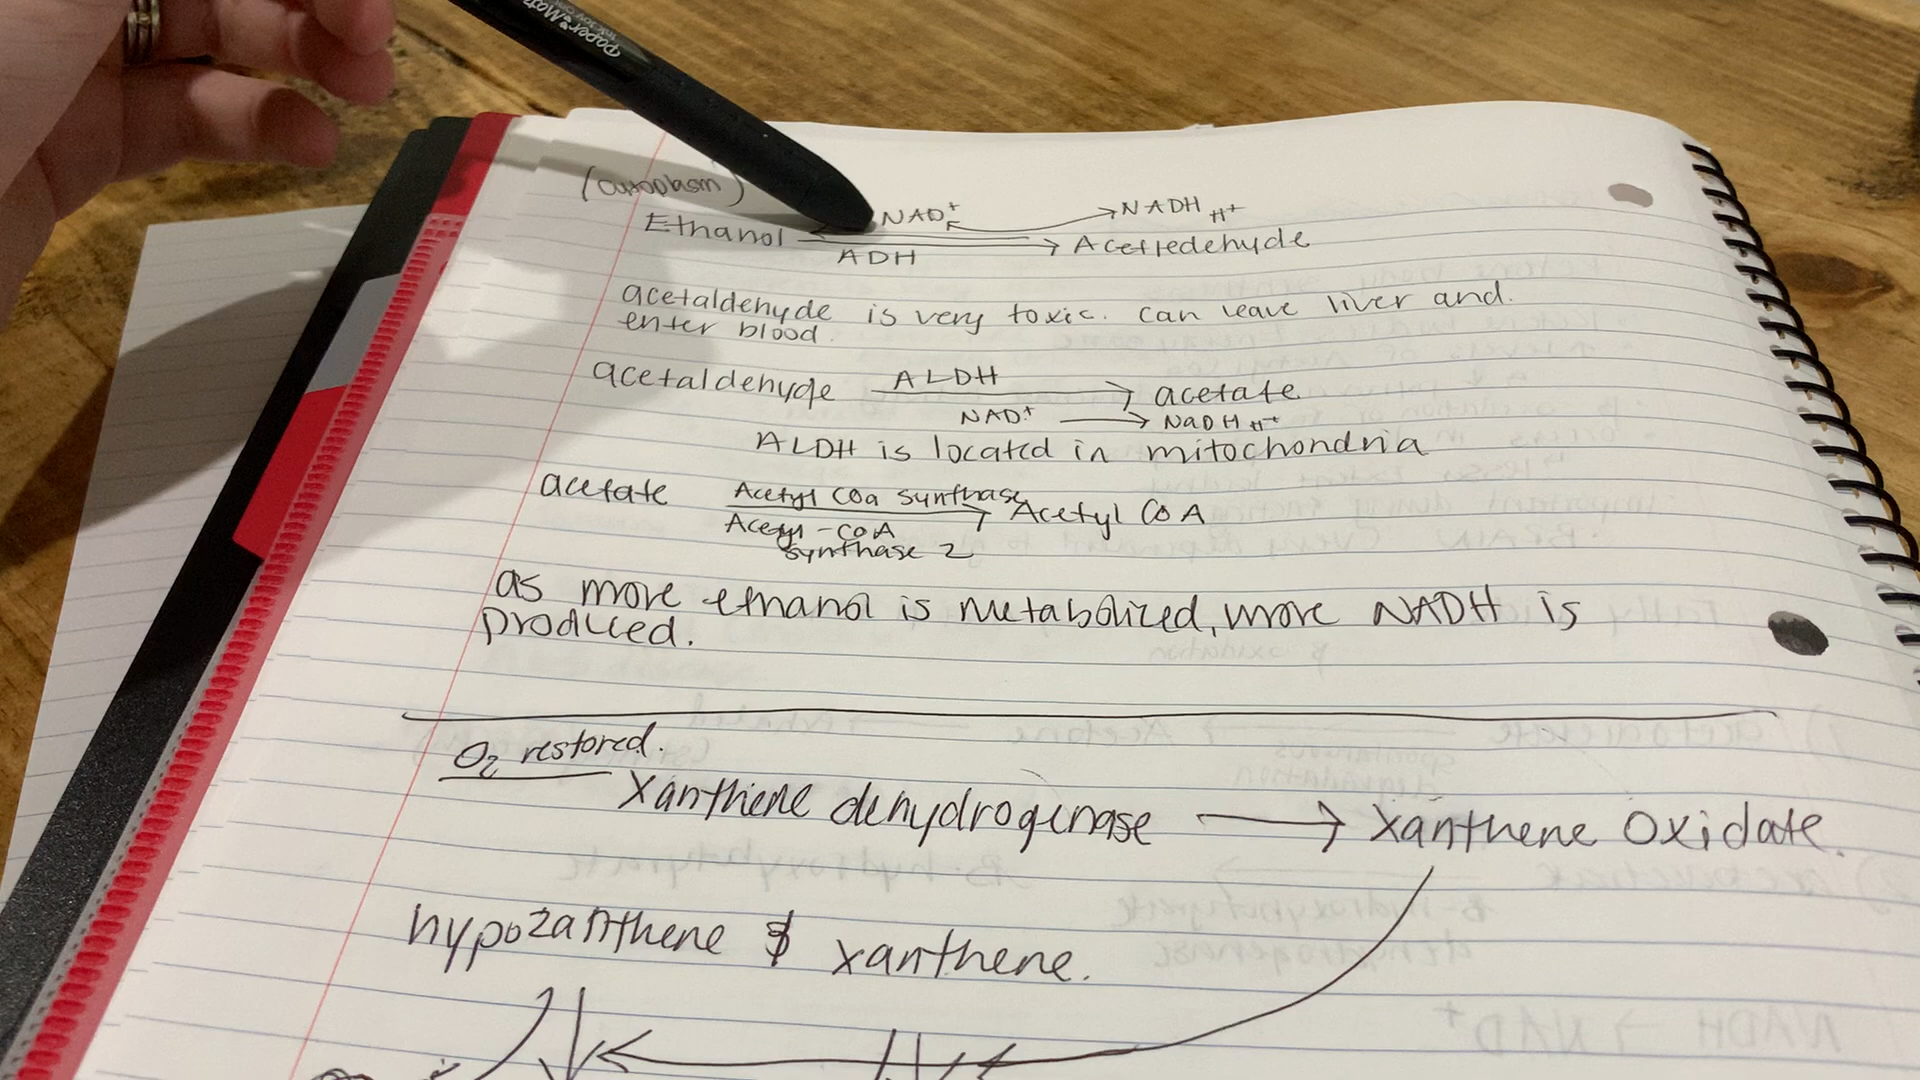 Paper Mate
(cytoplasm)
NAD+ NADH H+
Ethanol Acetledehyde
ADH
acetaldehyde is very toxic. can leave liver and.
enter blood.
acetaldehyde ALDH acetate
NAD+ NaDH H+
ALDH is located in mitochondria
acetate Acetyl Coa synthase Acetyl CoA
Acetyl-CoA
synthase 2
as more ethanol is metabolized, more NADH is
produced.
O2 restored.
Xanthene dehydrogenase → Xanthene Oxidate.
hypozanthene & xanthene.